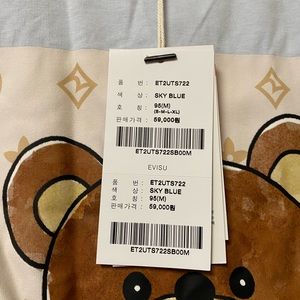 품 번 : ET2UTS722
색 상 : SKY BLUE
호 칭 : 95(M)
(S-M-L-XL)
판매가격 : 59,000원
ET2UTS722SB00M
EVISU
품 번 : ET2UTS722
색 상 : SKY BLUE
호 칭 : 95(M)
판매가격 : 59,000원
ET2UTS722SB00M